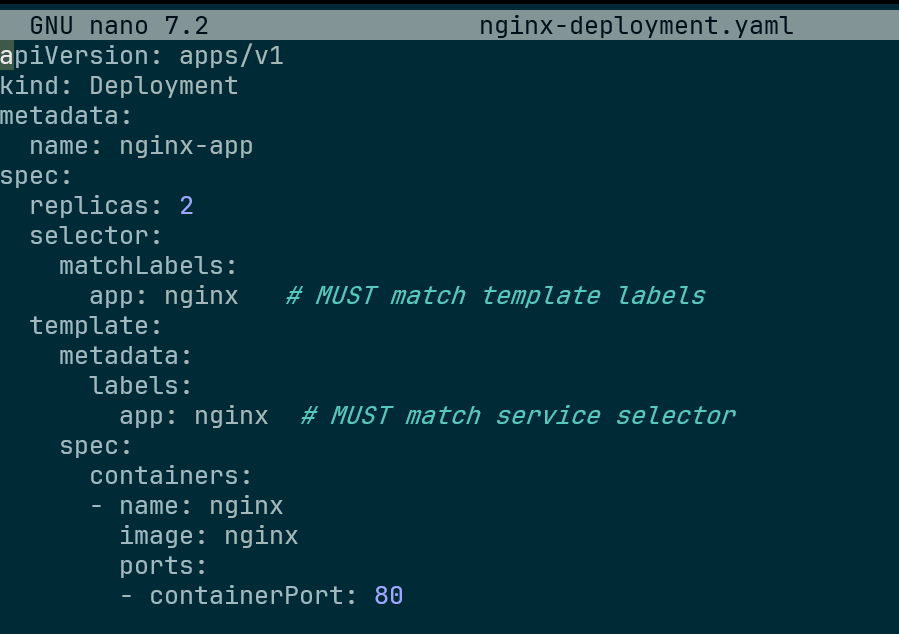 GNU nano 7.2 nginx-deployment.yaml
apiVersion: apps/v1
kind: Deployment
metadata:
  name: nginx-app
spec:
  replicas: 2
  selector:
    matchLabels:
      app: nginx   # MUST match template labels
  template:
    metadata:
      labels:
        app: nginx  # MUST match service selector
    spec:
      containers:
      - name: nginx
        image: nginx
        ports:
        - containerPort: 80